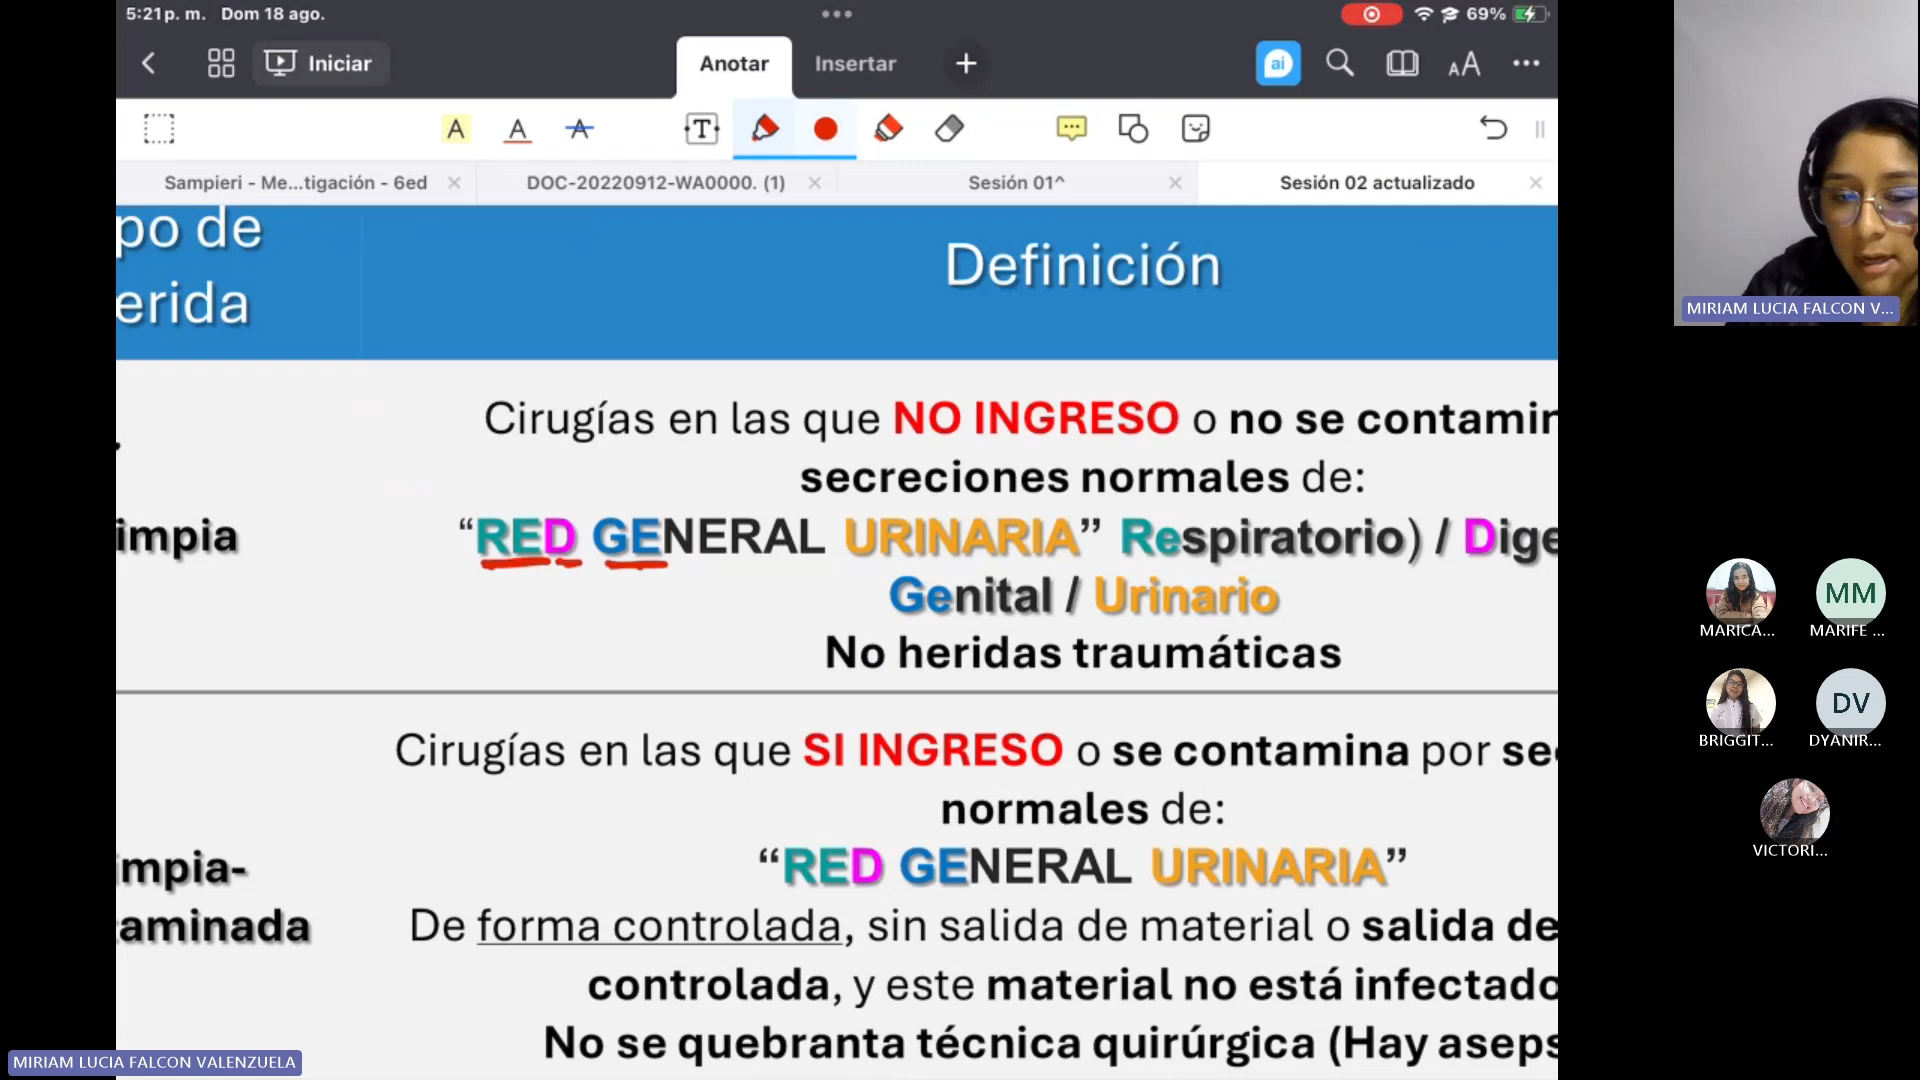 5:21p. m. Dom 18 ago.
69%
Iniciar
Anotar
Insertar
ai
AA
A A A T
Sampieri - Me...tigación - 6ed
DOC-20220912-WA0000. (1)
Sesión 01^
Sesión 02 actualizado
po de
erida
Definición
Cirugías en las que NO INGRESO o no se contamin
secreciones normales de:
impia
“RED GENERAL URINARIA” Respiratorio) / Dige
Genital / Urinario
No heridas traumáticas
Cirugías en las que SI INGRESO o se contamina por se
normales de:
impia-
aminada
“RED GENERAL URINARIA”
De forma controlada, sin salida de material o salida de
controlada, y este material no está infectado
No se quebranta técnica quirúrgica (Hay aseps
MIRIAM LUCIA FALCON V...
MM
MARICA...
MARIFE ...
DV
BRIGGIT...
DYANIR...
VICTORI...
MIRIAM LUCIA FALCON VALENZUELA